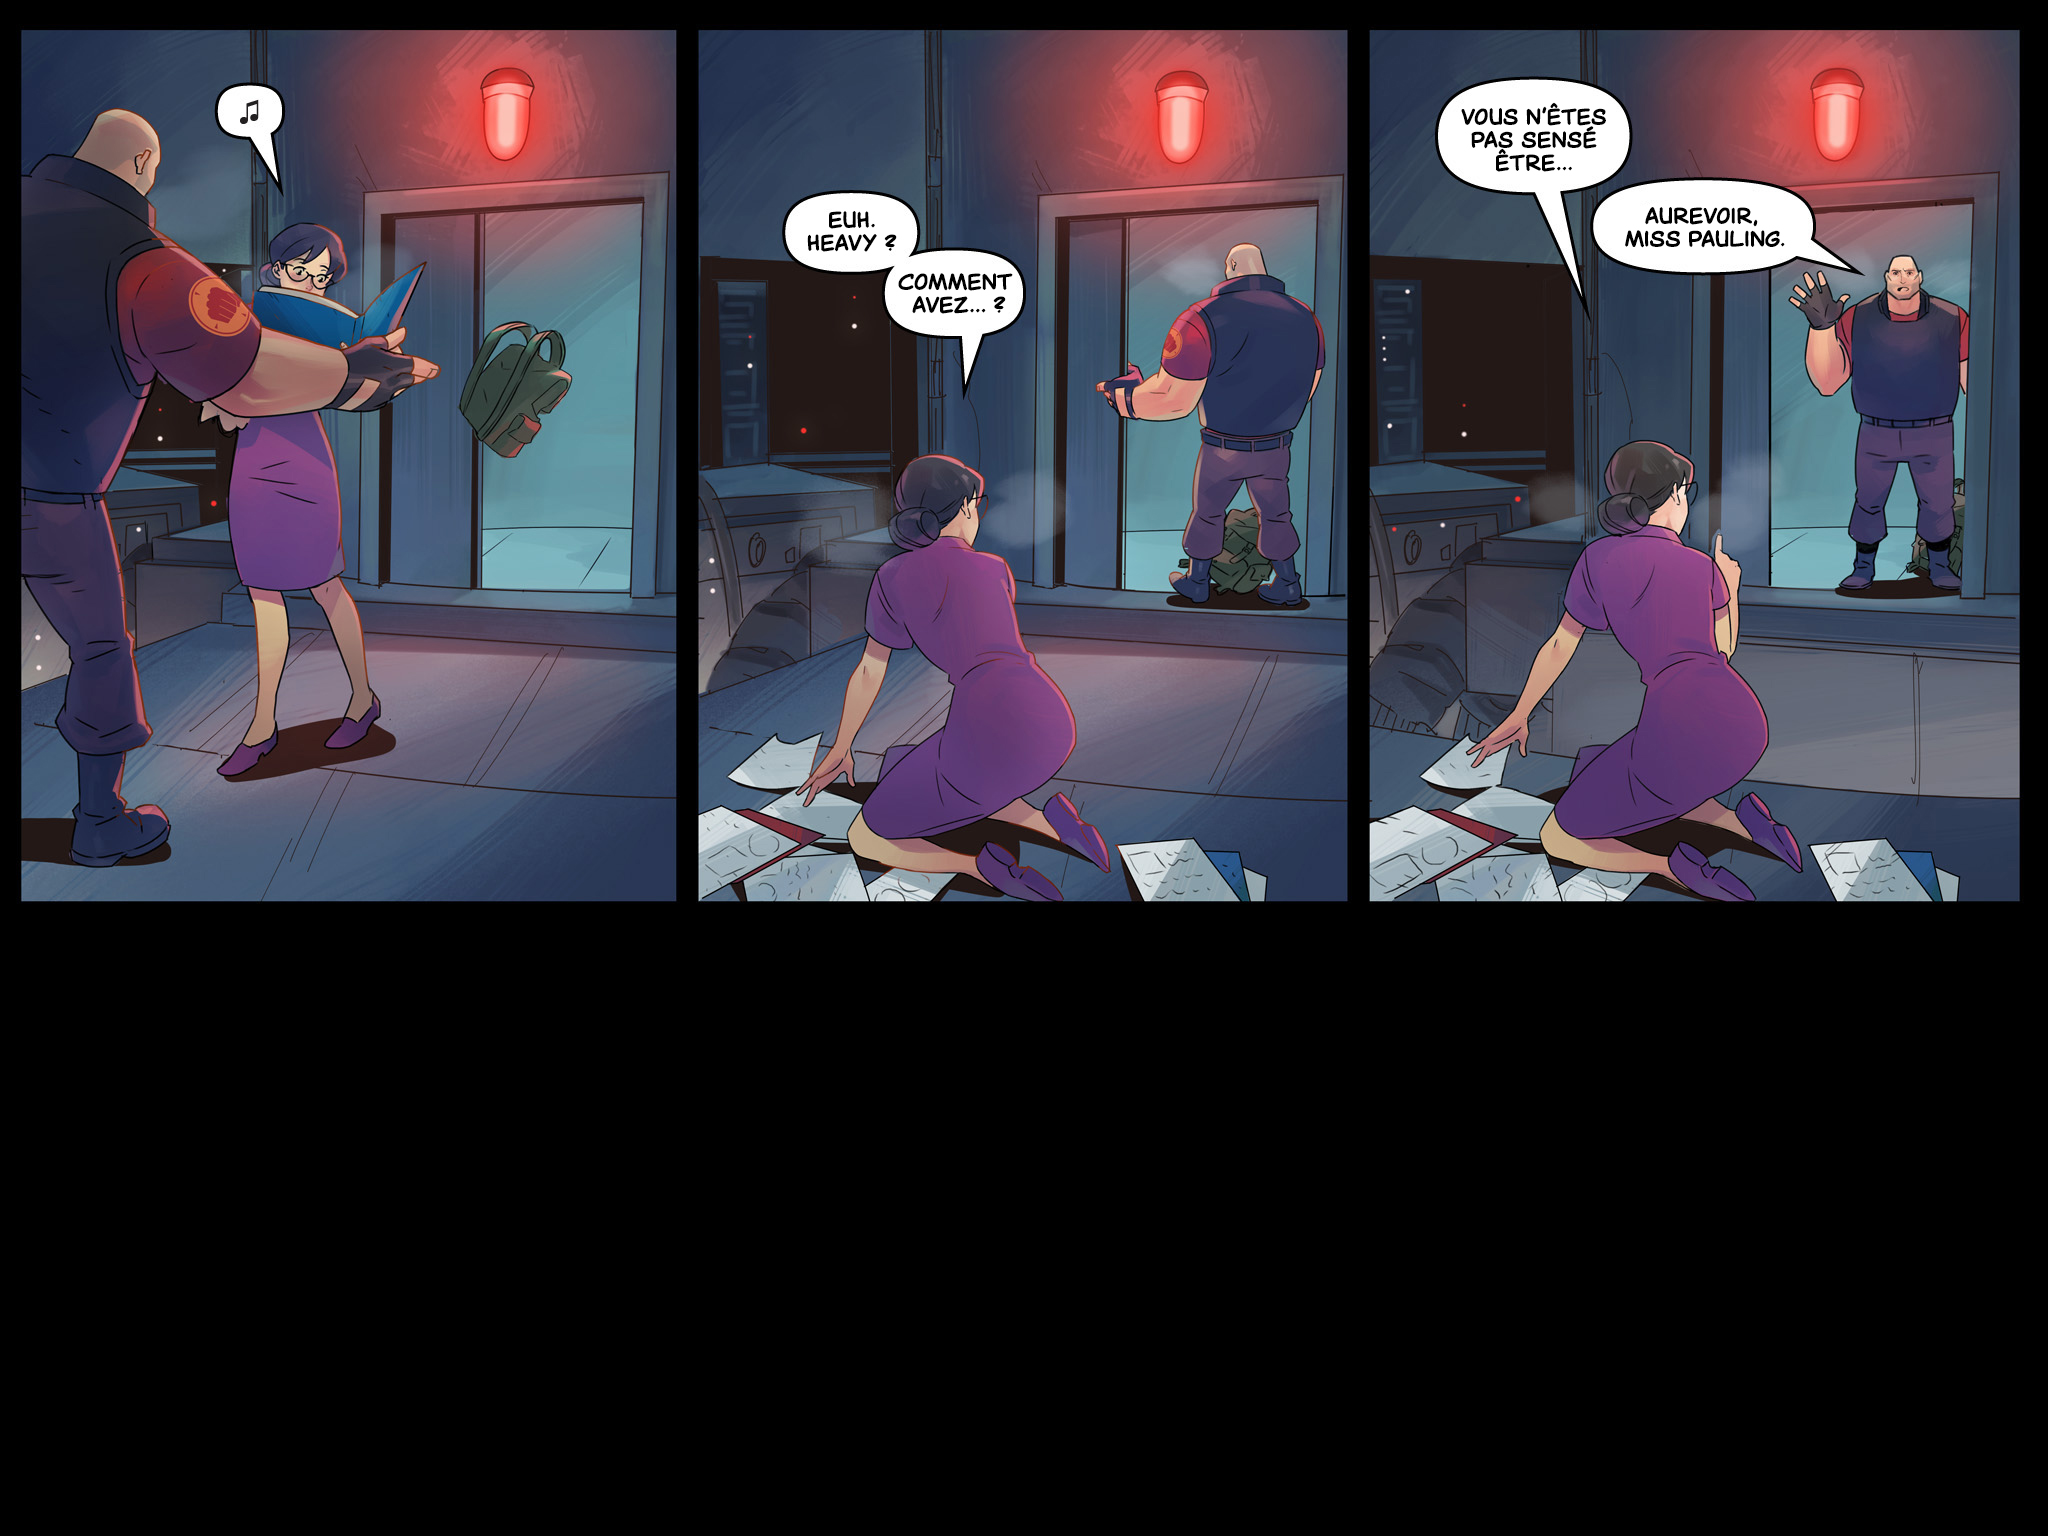 ♫
EUH.
HEAVY ?
COMMENT
AVEZ... ?
VOUS N'ÊTES
PAS SENSÉ
ÊTRE...
AUREVOIR,
MISS PAULING.